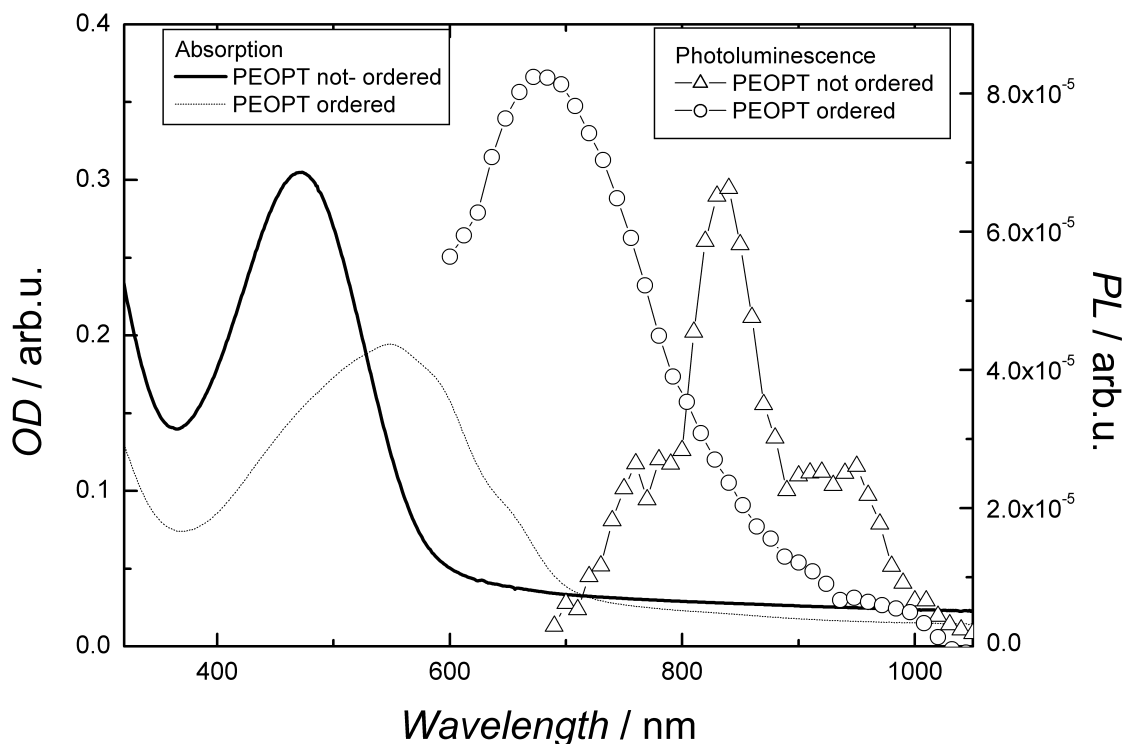 Absorption
PEOPT not- ordered
PEOPT ordered
Photoluminescence
PEOPT not ordered
PEOPT ordered
0.4
0.3
0.2
0.1
0.0
OD / arb.u.
8.0x10⁻⁵
6.0x10⁻⁵
4.0x10⁻⁵
2.0x10⁻⁵
0.0
PL / arb.u.
400 600 800 1000
Wavelength / nm